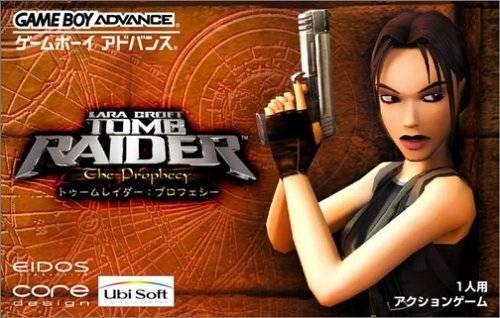 GAME BOY ADVANCE
ゲームボーイ アドバンス®
LARA CROFT
TOMB
RAIDER™
The Prophecy
トゥームレイダー:プロフェシー
EIDOS
INTERACTIVE
core
design
Ubi Soft
1人用
アクションゲーム